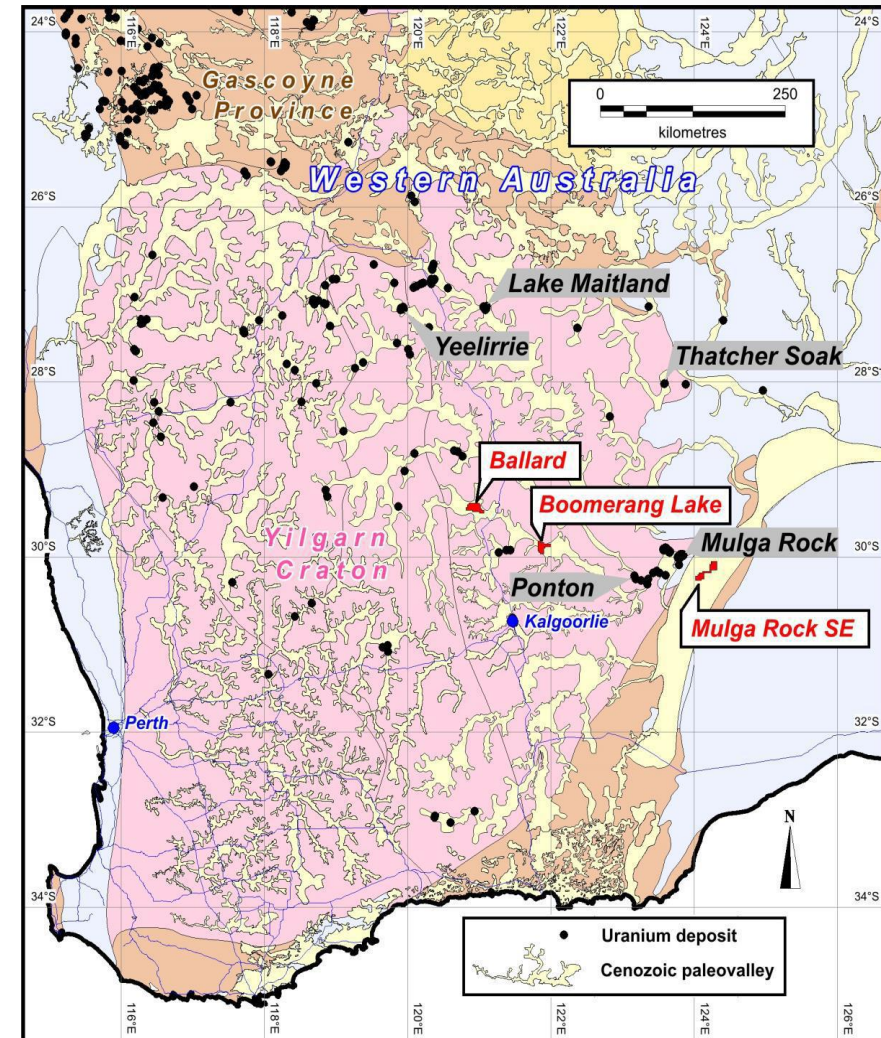 24°S
116°E
118°E
120°E
122°E
124°E
24°S
Gascoyne
Province
0
250
kilometres
Western Australia
26°S
26°S
Lake Maitland
Yeelirrie
Thatcher Soak
28°S
28°S
Ballard
Boomerang Lake
Yilgarn
Craton
30°S
30°S
Mulga Rock
Ponton
Kalgoorlie
Mulga Rock SE
32°S
32°S
Perth
N
34°S
34°S
Uranium deposit
Cenozoic paleovalley
116°E
118°E
120°E
122°E
124°E
126°E